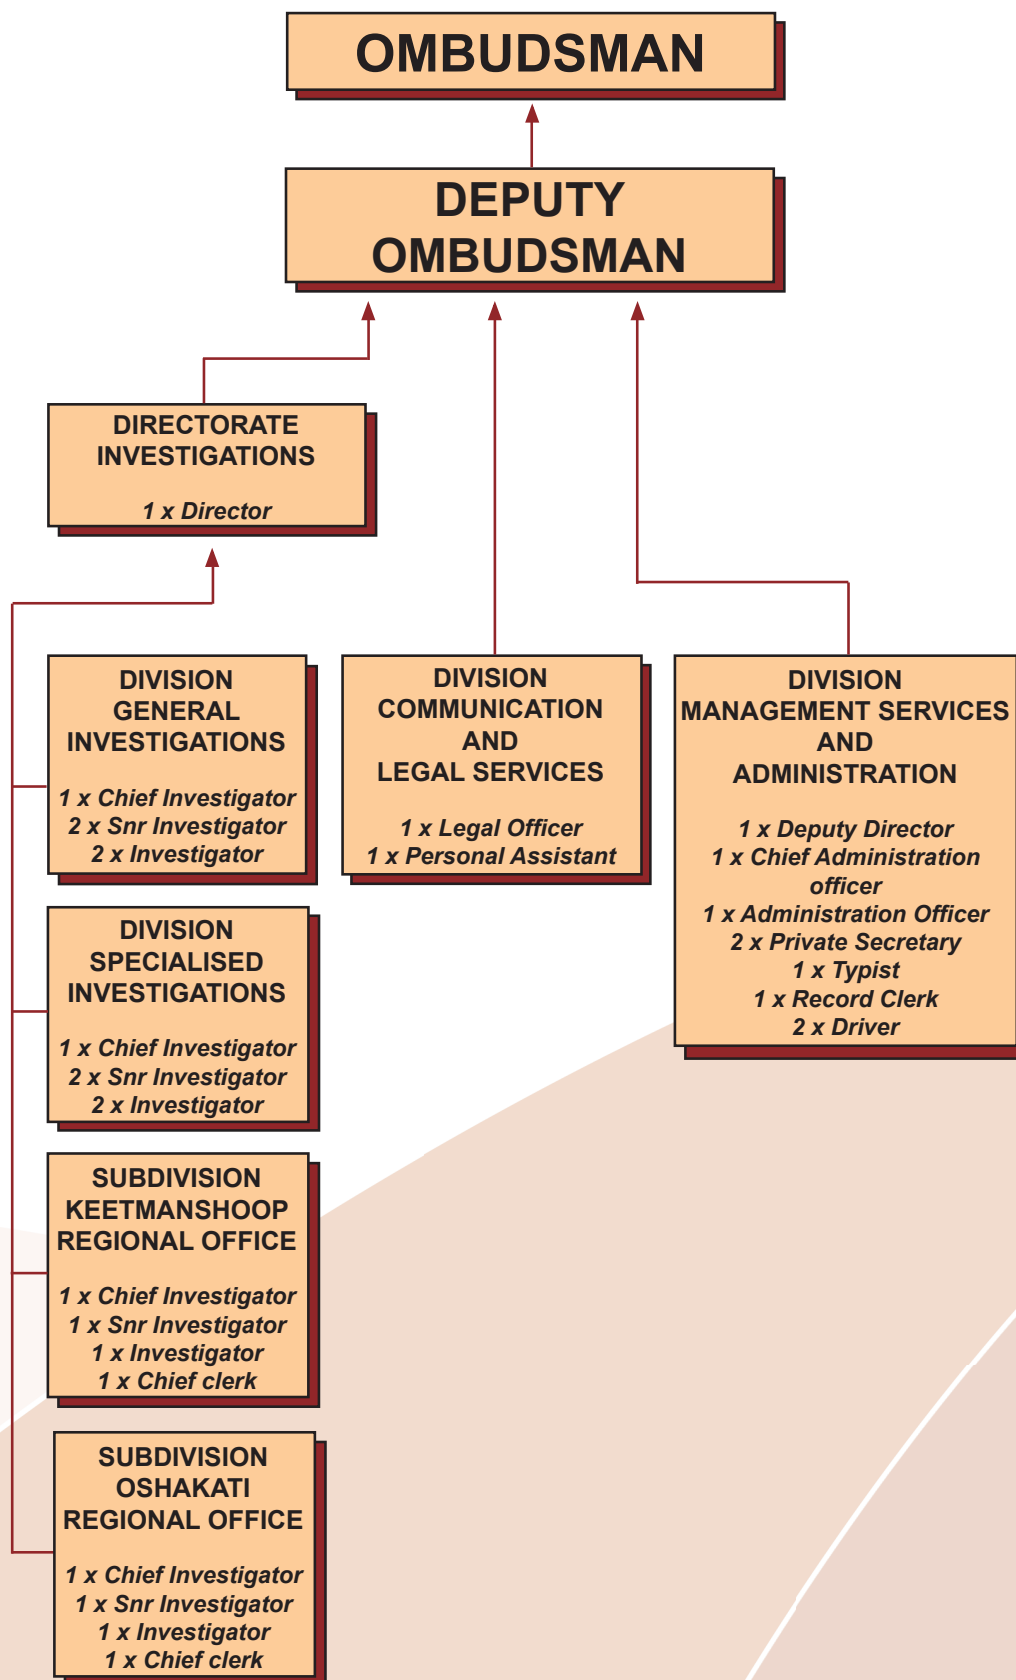 OMBUDSMAN
DEPUTY
OMBUDSMAN
DIRECTORATE
INVESTIGATIONS
1 x Director
DIVISION
GENERAL
INVESTIGATIONS
1 x Chief Investigator
2 x Snr Investigator
2 x Investigator
DIVISION
COMMUNICATION
AND
LEGAL SERVICES
1 x Legal Officer
1 x Personal Assistant
DIVISION
MANAGEMENT SERVICES
AND
ADMINISTRATION
1 x Deputy Director
1 x Chief Administration
officer
1 x Administration Officer
2 x Private Secretary
1 x Typist
1 x Record Clerk
2 x Driver
DIVISION
SPECIALISED
INVESTIGATIONS
1 x Chief Investigator
2 x Snr Investigator
2 x Investigator
SUBDIVISION
KEETMANSHOOP
REGIONAL OFFICE
1 x Chief Investigator
1 x Snr Investigator
1 x Investigator
1 x Chief clerk
SUBDIVISION
OSHAKATI
REGIONAL OFFICE
1 x Chief Investigator
1 x Snr Investigator
1 x Investigator
1 x Chief clerk